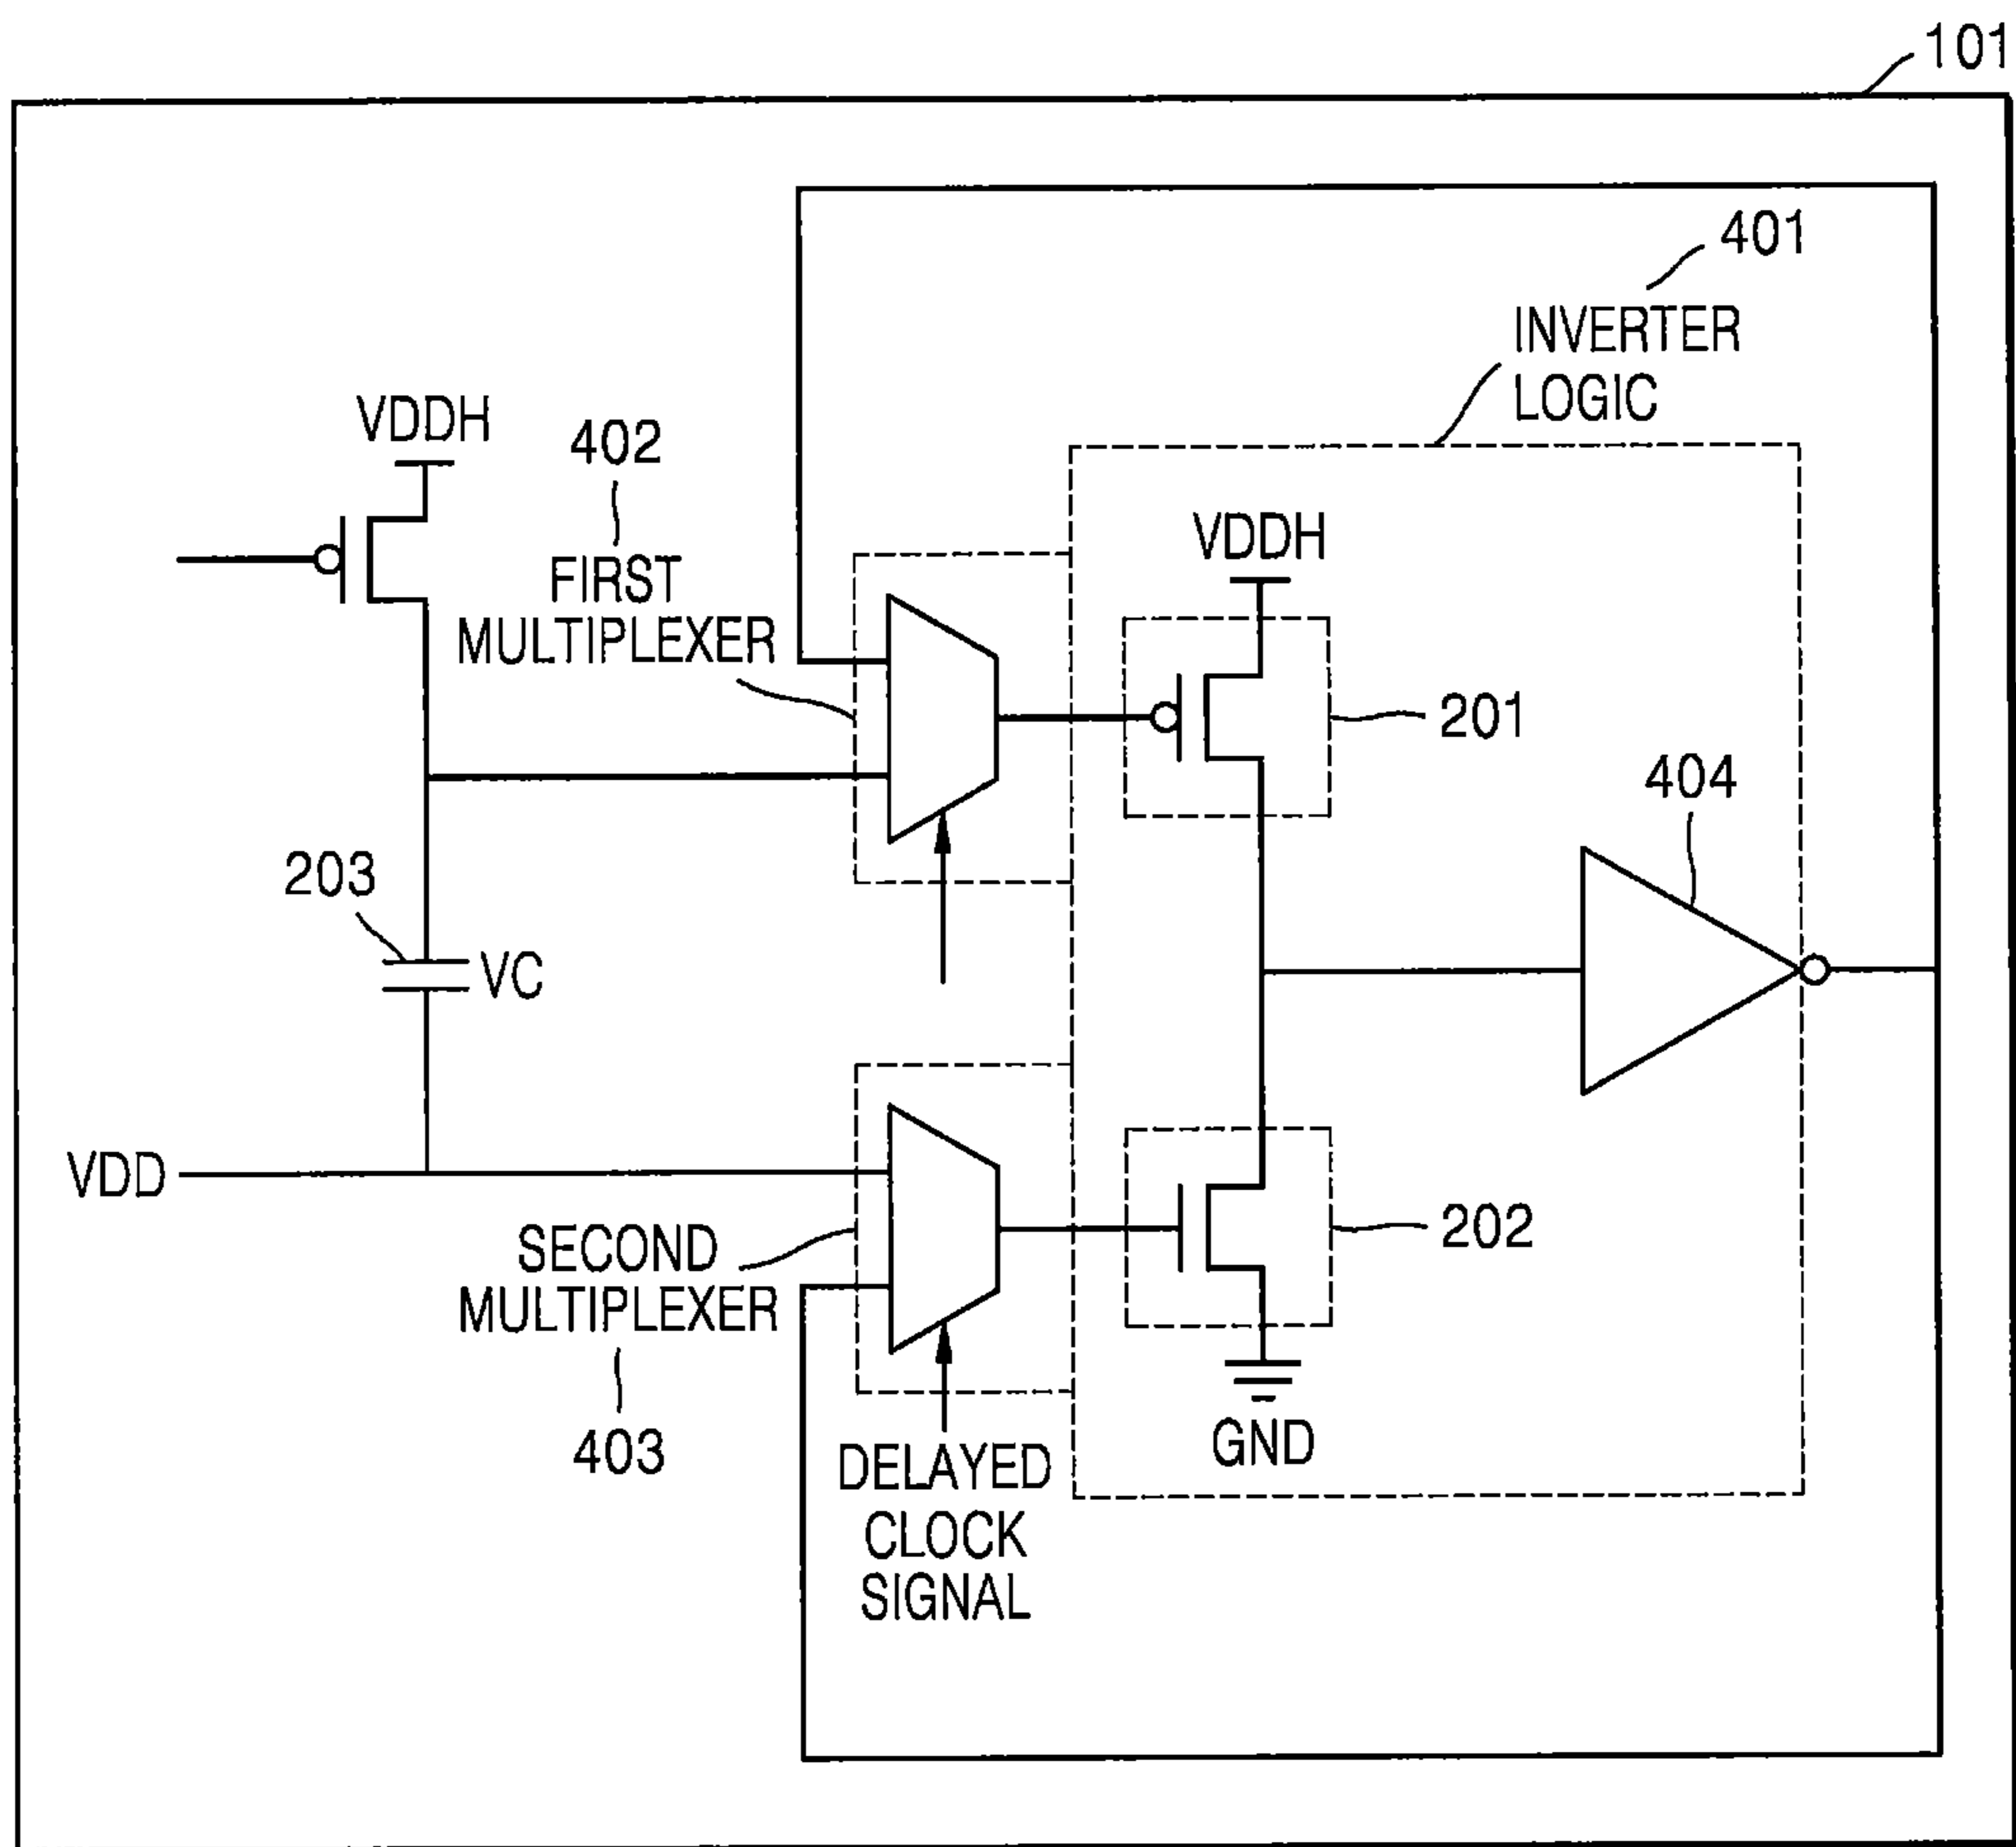 101
401
INVERTER
LOGIC
VDDH
402
FIRST
MULTIPLEXER
VDDH
201
404
203
VC
VDD
SECOND
MULTIPLEXER
403
202
GND
DELAYED
CLOCK
SIGNAL